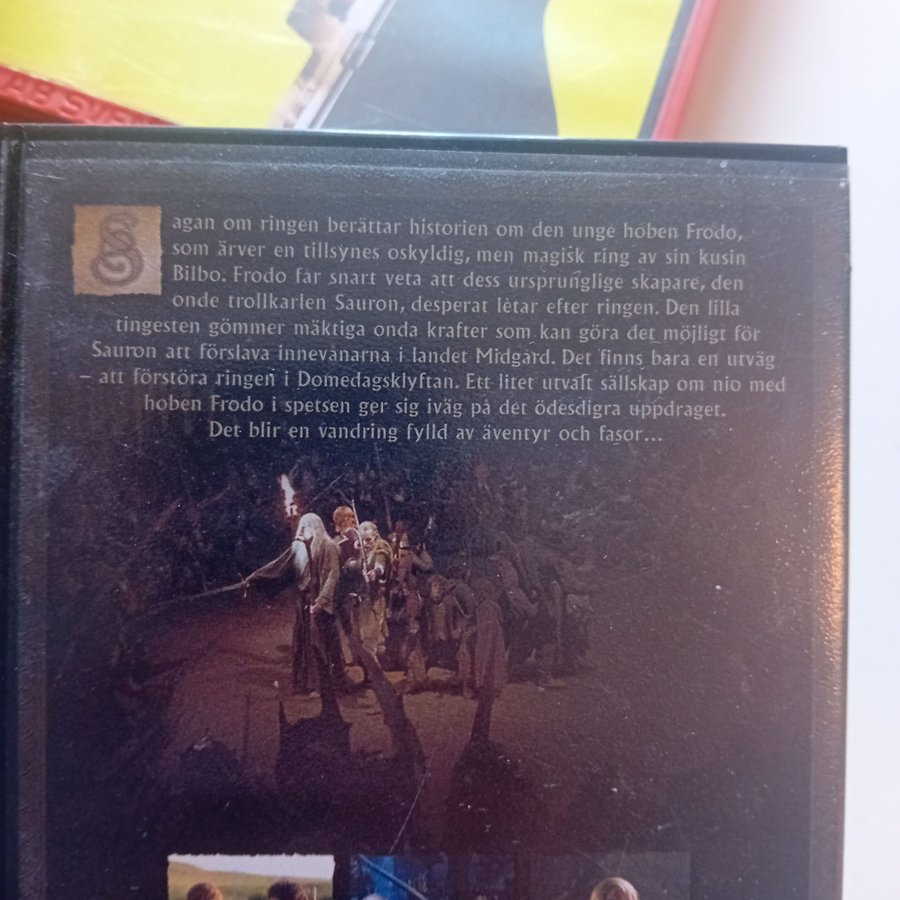 AB SVEN
Sagan om ringen berättar historien om den unge hoben Frodo,
som ärver en tillsynes oskyldig, men magisk ring av sin kusin
Bilbo. Frodo får snart veta att dess ursprunglige skapare, den
onde trollkarlen Sauron, desperat letar efter ringen. Den lilla
tingesten gömmer mäktiga onda krafter som kan göra det möjligt för
Sauron att förslava innevånarna i landet Midgård. Det finns bara en utväg
– att förstöra ringen i Domedagsklyftan. Ett litet utvalt sällskap om nio med
hoben Frodo i spetsen ger sig iväg på det ödesdigra uppdraget.
Det blir en vandring fylld av äventyr och fasor...